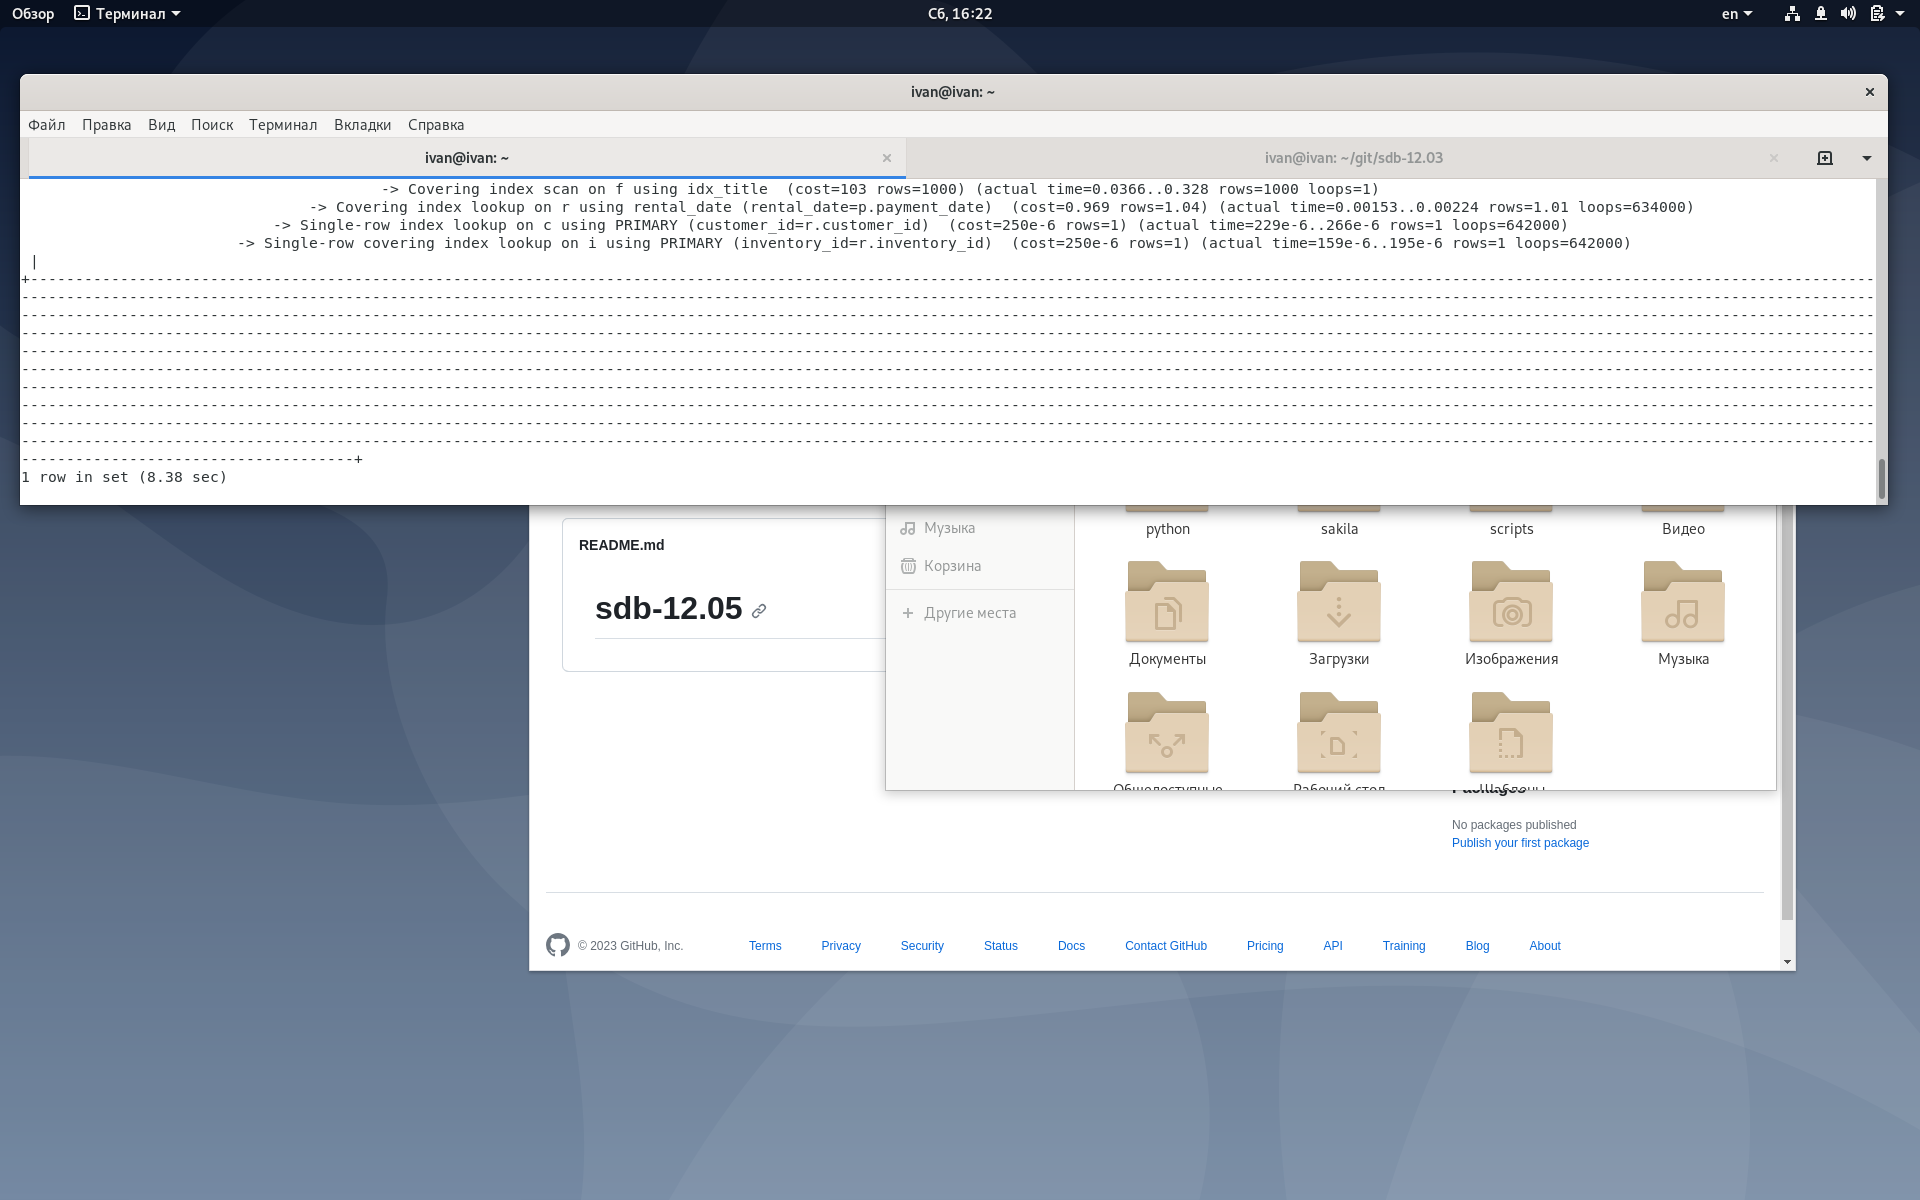 Обзор Терминал Сб, 16:22 en
ivan@ivan: ~
Файл Правка Вид Поиск Терминал Вкладки Справка
ivan@ivan: ~ ivan@ivan: ~/git/sdb-12.03
-> Covering index scan on f using idx_title (cost=103 rows=1000) (actual time=0.0366..0.328 rows=1000 loops=1)
-> Covering index lookup on r using rental_date (rental_date=p.payment_date) (cost=0.969 rows=1.04) (actual time=0.00153..0.00224 rows=1.01 loops=634000)
-> Single-row index lookup on c using PRIMARY (customer_id=r.customer_id) (cost=250e-6 rows=1) (actual time=229e-6..266e-6 rows=1 loops=642000)
-> Single-row covering index lookup on i using PRIMARY (inventory_id=r.inventory_id) (cost=250e-6 rows=1) (actual time=159e-6..195e-6 rows=1 loops=642000)
|
1 row in set (8.38 sec)
Музыка
Корзина
Другие места
python sakila scripts Видео
README.md
sdb-12.05
Документы Загрузки Изображения Музыка
Общедоступные Рабочий стол Шаблоны
Packages
No packages published
Publish your first package
© 2023 GitHub, Inc. Terms Privacy Security Status Docs Contact GitHub Pricing API Training Blog About